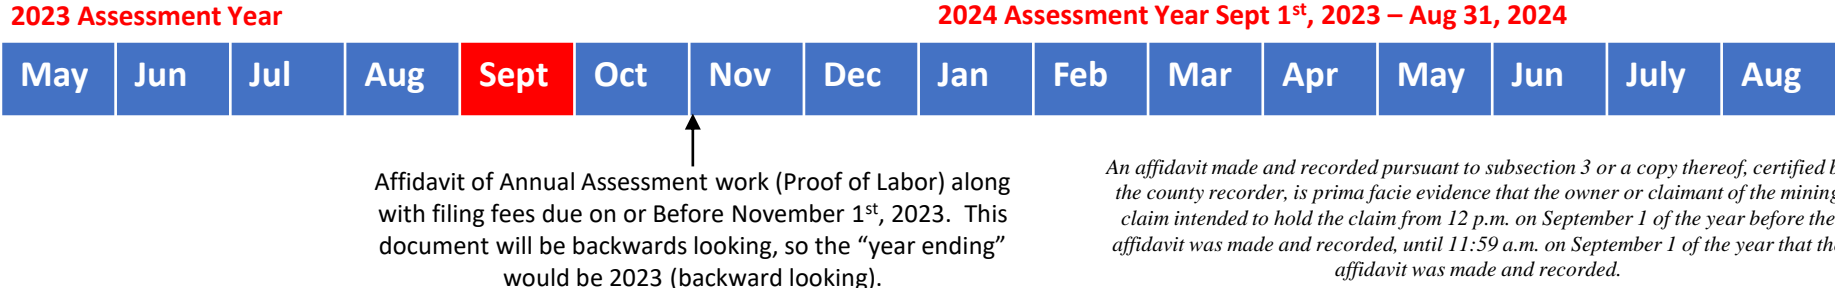 2023 Assessment Year
2024 Assessment Year Sept 1st, 2023 – Aug 31, 2024
May Jun Jul Aug Sept Oct Nov Dec Jan Feb Mar Apr May Jun July Aug
Affidavit of Annual Assessment work (Proof of Labor) along
with filing fees due on or Before November 1st, 2023. This
document will be backwards looking, so the “year ending”
would be 2023 (backward looking).
An affidavit made and recorded pursuant to subsection 3 or a copy thereof, certified
the county recorder, is prima facie evidence that the owner or claimant of the mining
claim intended to hold the claim from 12 p.m. on September 1 of the year before the
affidavit was made and recorded, until 11:59 a.m. on September 1 of the year that
affidavit was made and recorded.